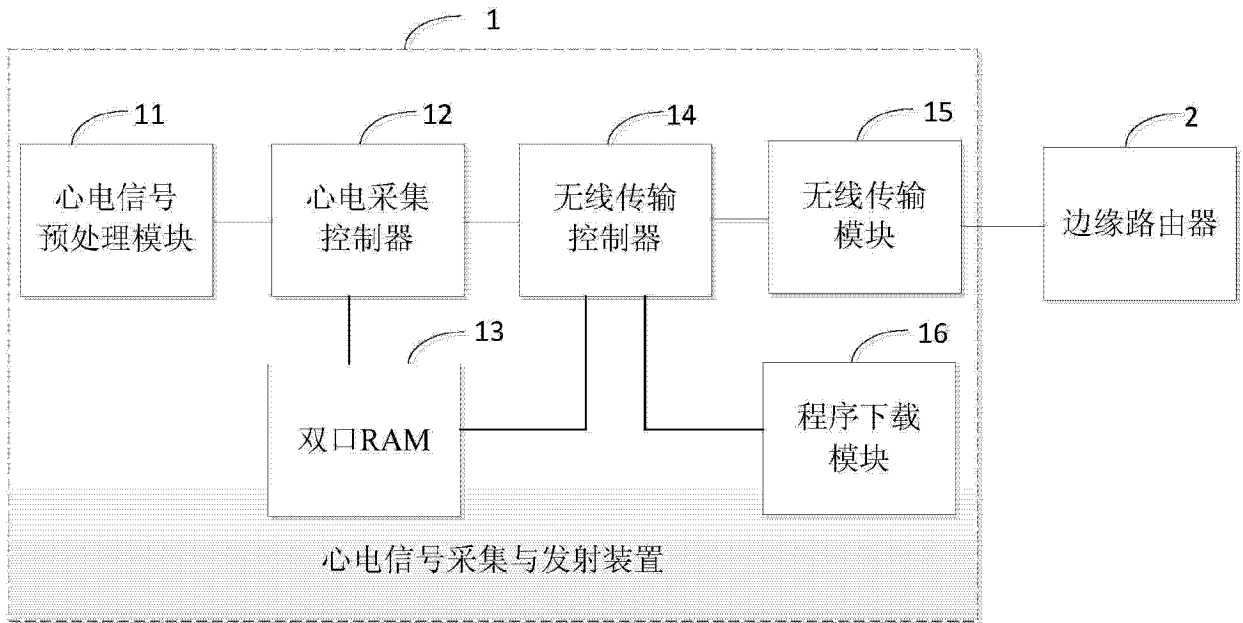 1
11
12
14
15
2
心电信号
预处理模块
心电采集
控制器
无线传输
控制器
无线传输
模块
边缘路由器
13
16
双口RAM
程序下载
模块
心电信号采集与发射装置